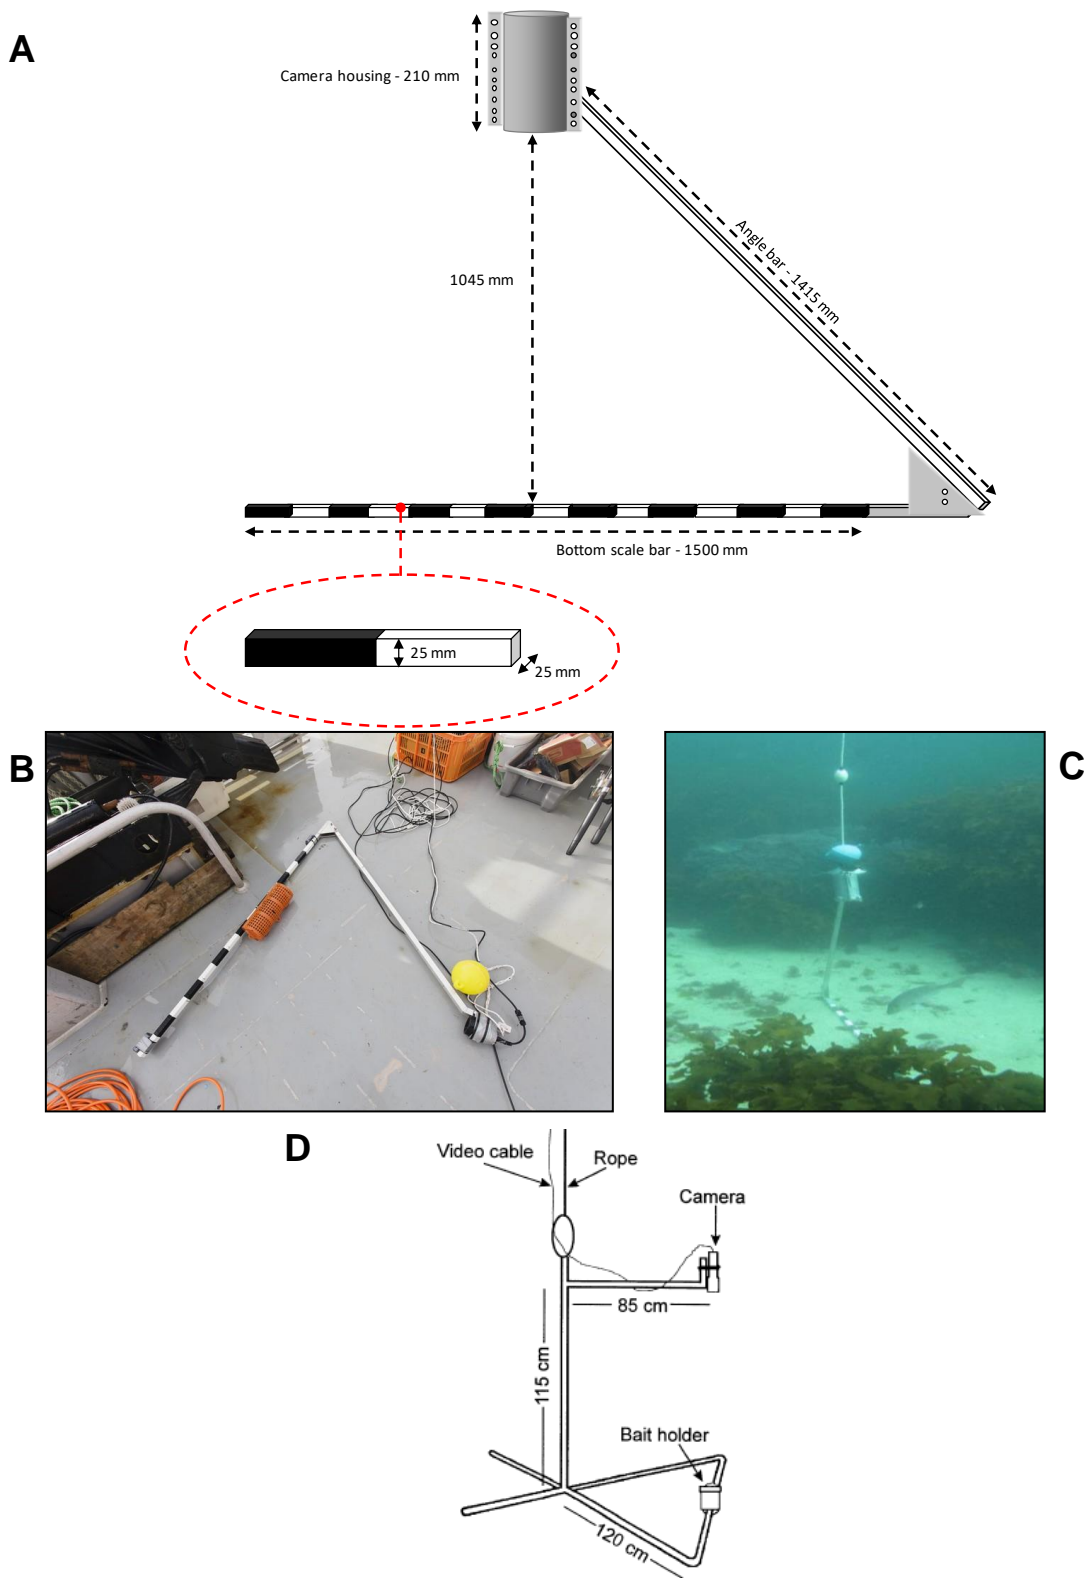 A
Camera housing - 210 mm
Angle bar - 1415 mm
1045 mm
Bottom scale bar - 1500 mm
25 mm
25 mm
B
C
D
Video cable
Rope
Camera
85 cm
115 cm
Bait holder
120 cm